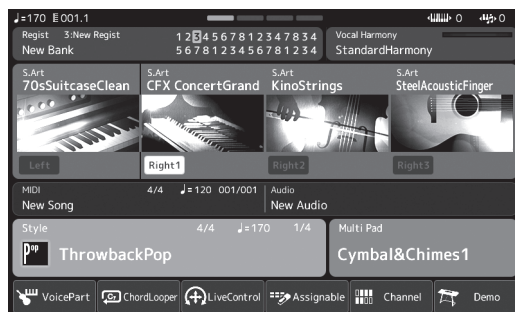 ♩=170 E 001.1 0 0
Regist 3:New Regist 1 2 3 4 5 6 7 8 1 2 3 4 7 8 3 4
New Bank 5 6 7 8 1 2 3 4 5 6 7 8 1 2 3 4
Vocal Harmony
StandardHarmony
S.Art
70sSuitcaseClean
Left
S.Art
CFX ConcertGrand
Right1
S.Art
KinoStrings
Right2
S.Art
SteelAcousticFinger
Right3
MIDI 4/4 ♩=120 001/001
New Song
Audio
New Audio
Style 4/4 ♩=170 1/4
Pop ThrowbackPop
Multi Pad
Cymbal&Chimes1
VoicePart C7 ChordLooper LiveControl Assignable Channel Demo